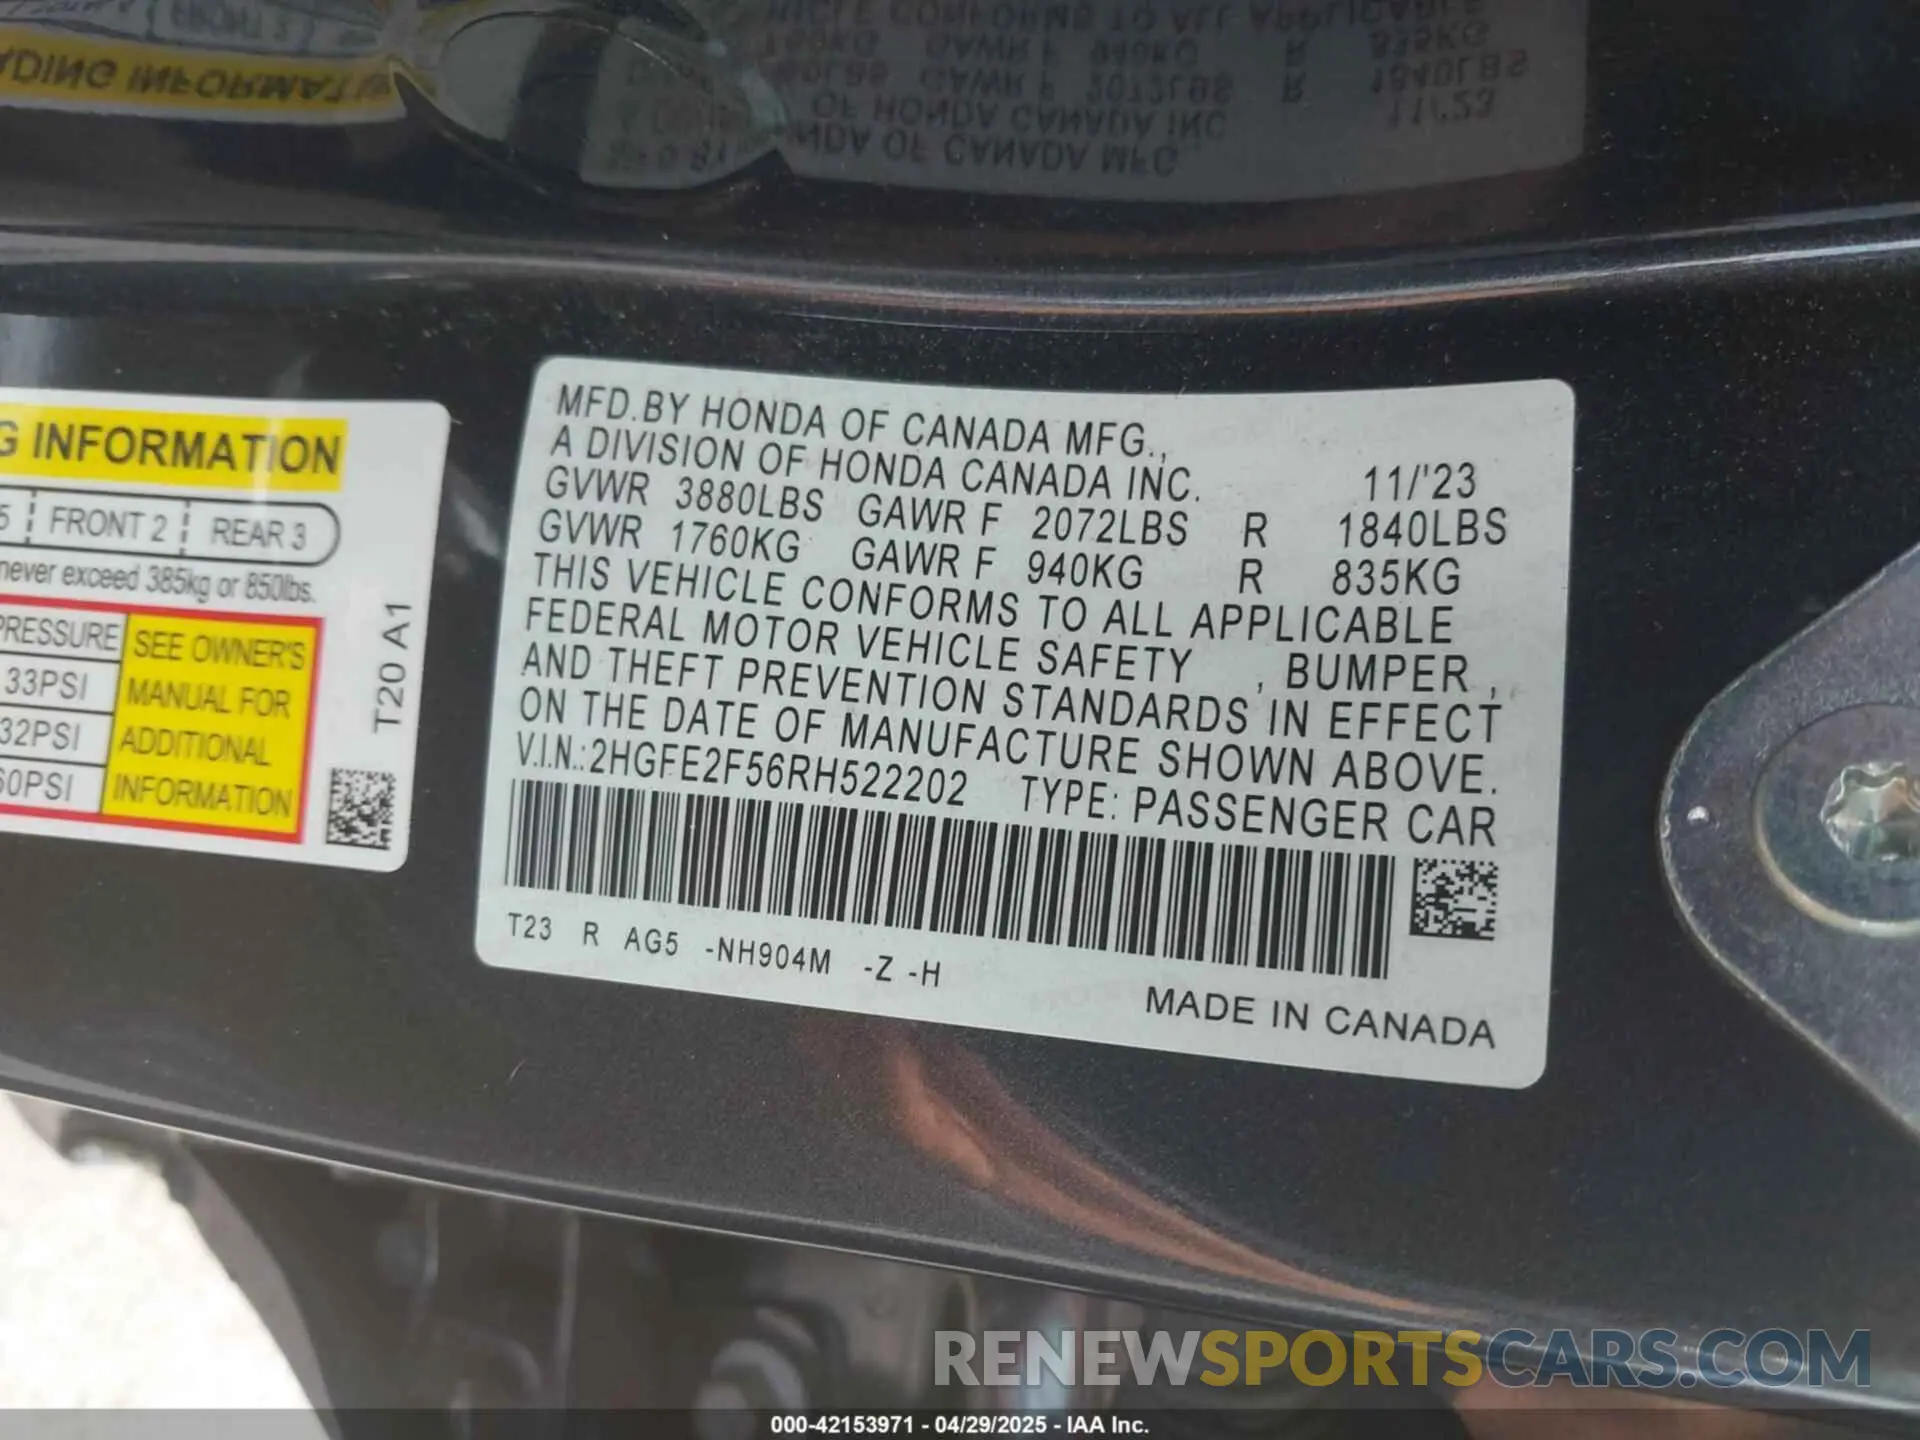 MFD.BY HONDA OF CANADA MFG.,
A DIVISION OF HONDA CANADA INC. 11/'23
GVWR 3880LBS GAWR F 2072LBS R 1840LBS
GVWR 1760KG GAWR F 940KG R 835KG
THIS VEHICLE CONFORMS TO ALL APPLICABLE
FEDERAL MOTOR VEHICLE SAFETY , BUMPER ,
AND THEFT PREVENTION STANDARDS IN EFFECT
ON THE DATE OF MANUFACTURE SHOWN ABOVE.
V.I.N.:2HGFE2F56RH522202 TYPE: PASSENGER CAR
T23 R AG5 -NH904M -Z -H
MADE IN CANADA
G INFORMATION
5 FRONT 2 REAR 3
never exceed 385kg or 850lbs.
PRESSURE
33PSI
32PSI
60PSI
SEE OWNER'S
MANUAL FOR
ADDITIONAL
INFORMATION
T20 A1
RENEWSPORTSCARS.COM
000-42153971 - 04/29/2025 - IAA Inc.